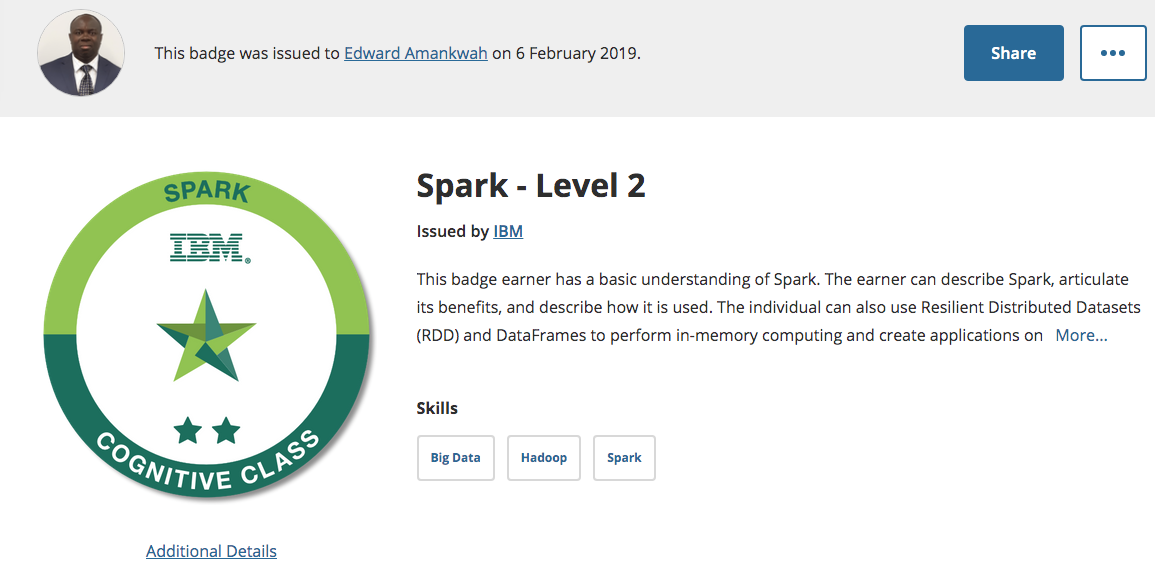 This badge was issued to Edward Amankwah on 6 February 2019.
Share
•••
SPARK
IBM®
COGNITIVE CLASS
Additional Details
Spark - Level 2
Issued by IBM
This badge earner has a basic understanding of Spark. The earner can describe Spark, articulate
its benefits, and describe how it is used. The individual can also use Resilient Distributed Datasets
(RDD) and DataFrames to perform in-memory computing and create applications on More...
Skills
Big Data
Hadoop
Spark